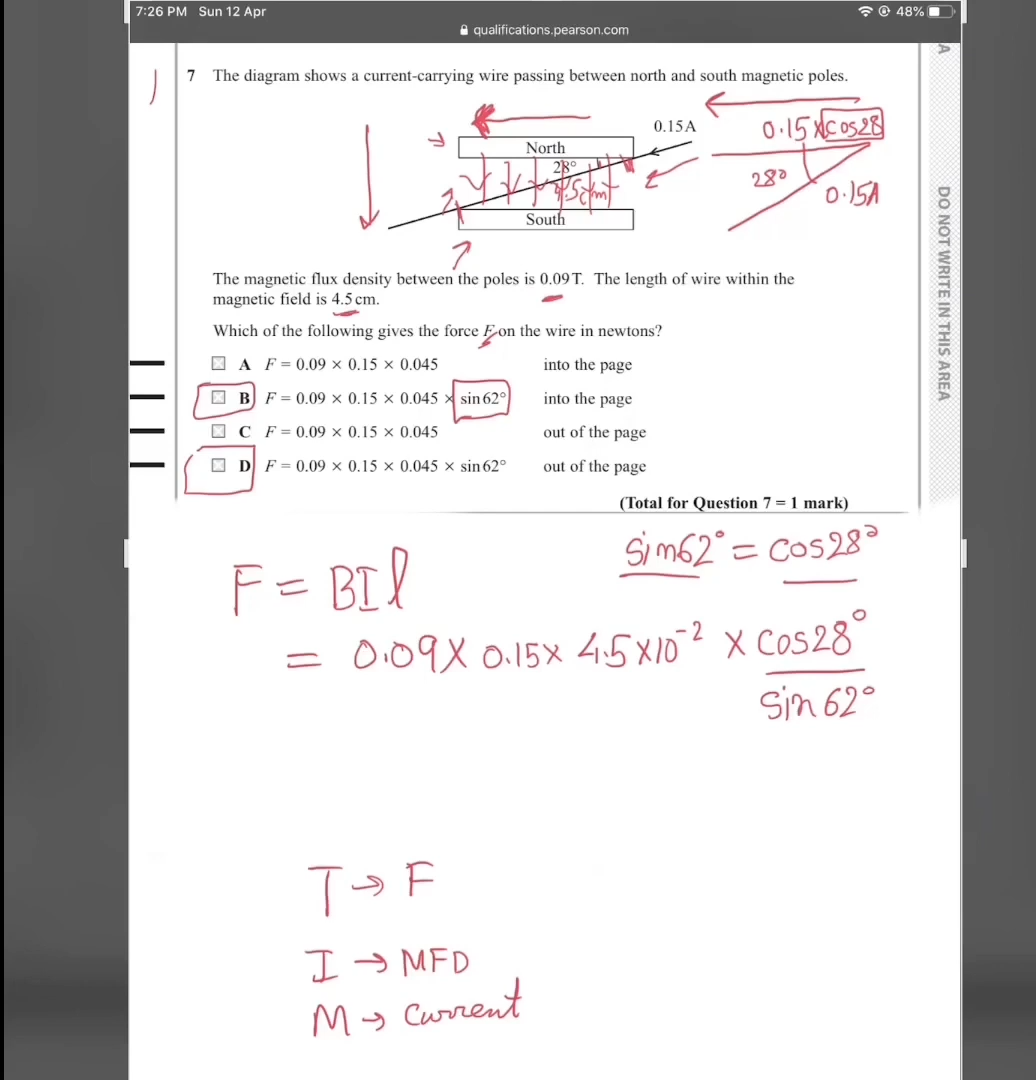 7:26 PM Sun 12 Apr
48%
qualifications.pearson.com
A
7 The diagram shows a current-carrying wire passing between north and south magnetic poles.
0.15 A
North
28°
4.5cm
South
0.15×cos28
28°
0.15A
DO NOT WRITE IN THIS AREA
The magnetic flux density between the poles is 0.09 T. The length of wire within the
magnetic field is 4.5 cm.
Which of the following gives the force F on the wire in newtons?
A F = 0.09 × 0.15 × 0.045 into the page
B F = 0.09 × 0.15 × 0.045 × sin 62° into the page
C F = 0.09 × 0.15 × 0.045 out of the page
D F = 0.09 × 0.15 × 0.045 × sin 62° out of the page
(Total for Question 7 = 1 mark)
sin62° = cos28°
F = BIl
= 0.09× 0.15× 4.5×10⁻² × cos28°
sin 62°
T → F
I → MFD
M → Current